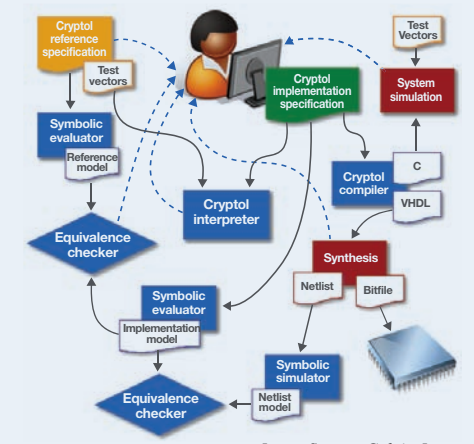 Cryptol
reference
specification
Test
vectors
Test
Vectors
Cryptol
implementation
specification
System
simulation
Symbolic
evaluator
Reference
model
Cryptol
compiler
C
VHDL
Cryptol
interpreter
Equivalence
checker
Synthesis
Netlist
Bitfile
Symbolic
evaluator
Implementation
model
Symbolic
simulator
Netlist
model
Equivalence
checker